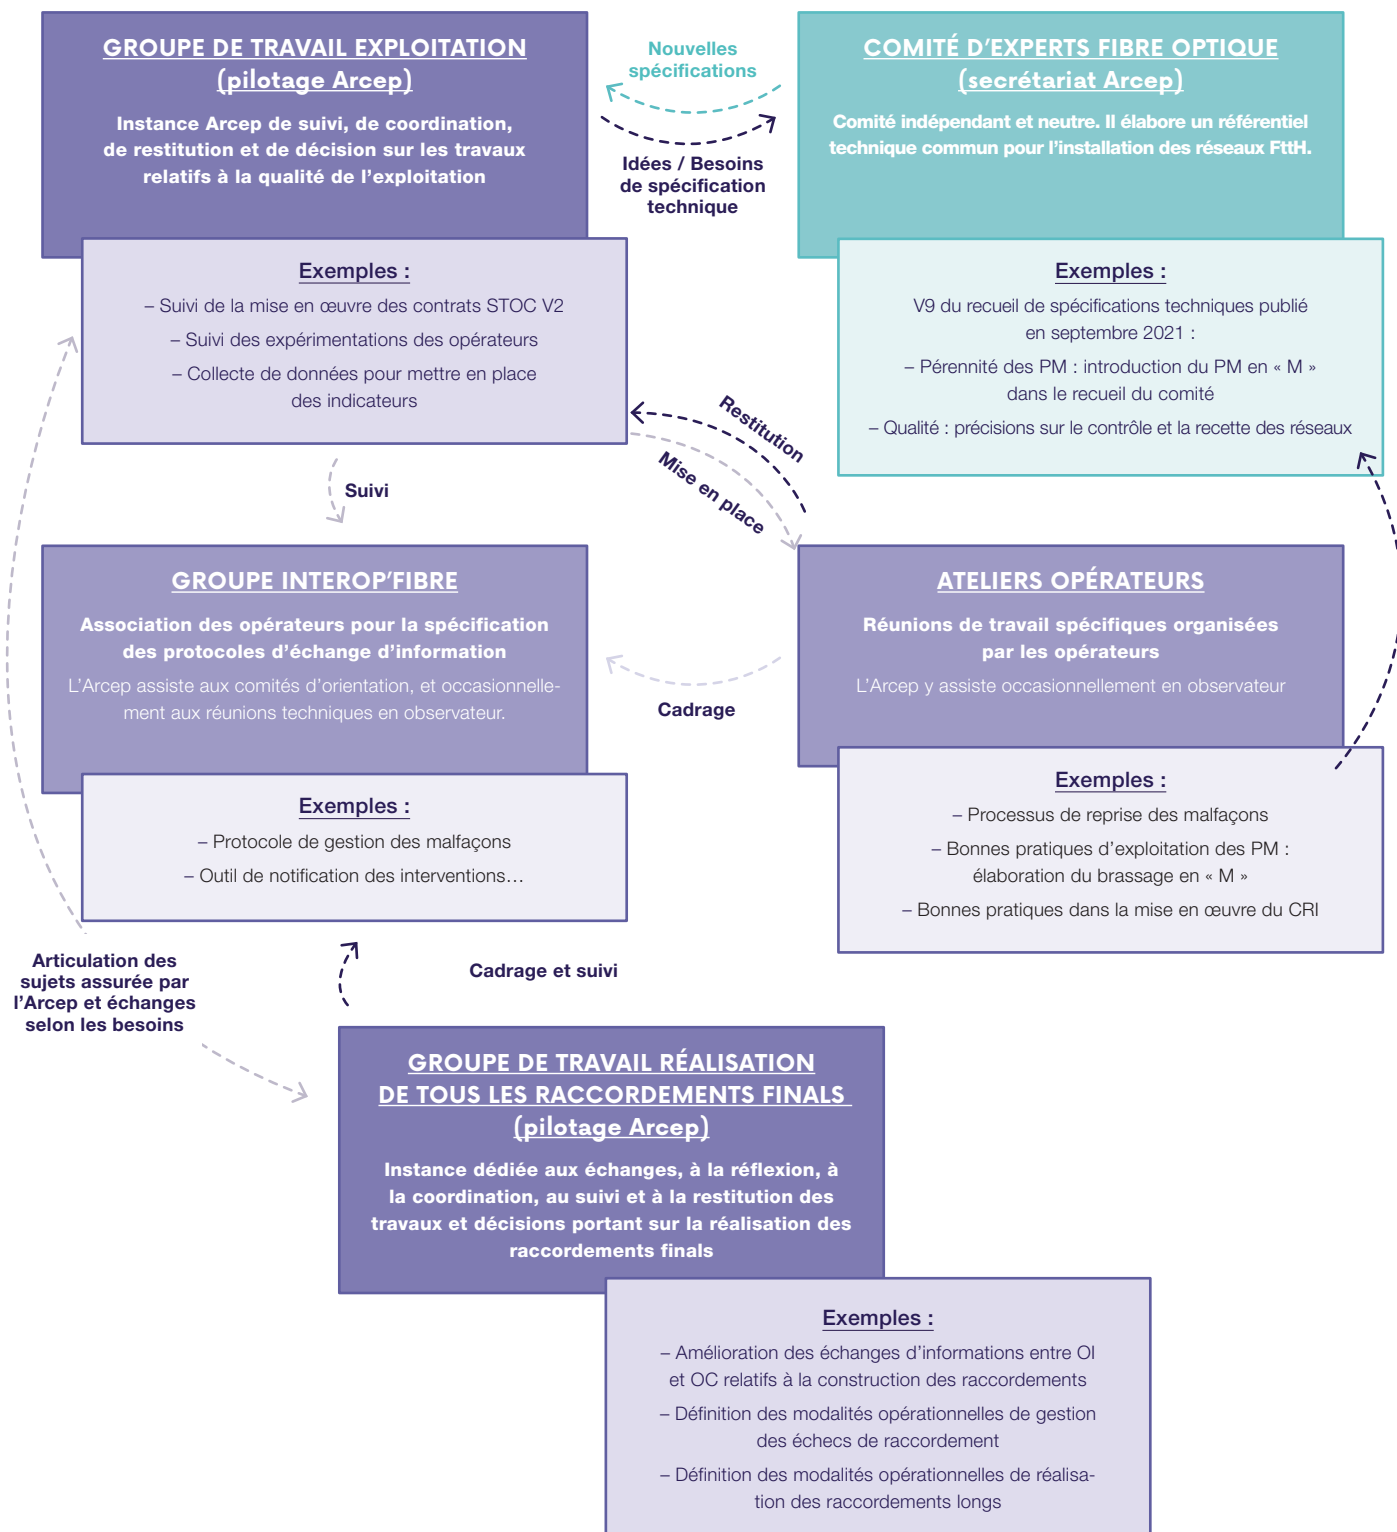 GROUPE DE TRAVAIL EXPLOITATION
(pilotage Arcep)
Instance Arcep de suivi, de coordination,
de restitution et de décision sur les travaux
relatifs à la qualité de l'exploitation
Exemples :
– Suivi de la mise en œuvre des contrats STOC V2
– Suivi des expérimentations des opérateurs
– Collecte de données pour mettre en place
des indicateurs
Nouvelles
spécifications
Idées / Besoins
de spécification
technique
COMITÉ D'EXPERTS FIBRE OPTIQUE
(secrétariat Arcep)
Comité indépendant et neutre. Il élabore un référentiel
technique commun pour l'installation des réseaux FttH.
Exemples :
V9 du recueil de spécifications techniques publié
en septembre 2021 :
– Pérennité des PM : introduction du PM en « M »
dans le recueil du comité
– Qualité : précisions sur le contrôle et la recette des réseaux
Restitution
Mise en place
Suivi
GROUPE INTEROP'FIBRE
Association des opérateurs pour la spécification
des protocoles d'échange d'information
L'Arcep assiste aux comités d'orientation, et occasionnelle-
ment aux réunions techniques en observateur.
Exemples :
– Protocole de gestion des malfaçons
– Outil de notification des interventions…
Cadrage
ATELIERS OPÉRATEURS
Réunions de travail spécifiques organisées
par les opérateurs
L'Arcep y assiste occasionnellement en observateur
Exemples :
– Processus de reprise des malfaçons
– Bonnes pratiques d'exploitation des PM :
élaboration du brassage en « M »
– Bonnes pratiques dans la mise en œuvre du CRI
Articulation des
sujets assurée par
l'Arcep et échanges
selon les besoins
Cadrage et suivi
GROUPE DE TRAVAIL RÉALISATION
DE TOUS LES RACCORDEMENTS FINALS
(pilotage Arcep)
Instance dédiée aux échanges, à la réflexion, à
la coordination, au suivi et à la restitution des
travaux et décisions portant sur la réalisation des
raccordements finals
Exemples :
– Amélioration des échanges d'informations entre OI
et OC relatifs à la construction des raccordements
– Définition des modalités opérationnelles de gestion
des échecs de raccordement
– Définition des modalités opérationnelles de réalisa-
tion des raccordements longs